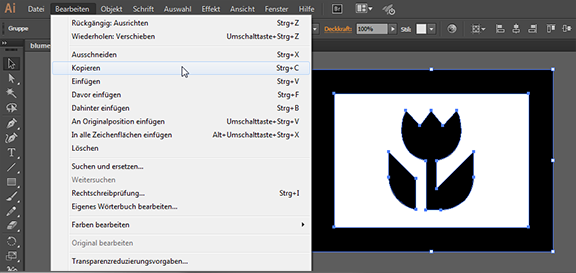 Ai Datei Bearbeiten Objekt Schrift Auswahl Effekt Ansicht Fenster Hilfe Br
Gruppe Deckkraft: 100% Stil:
blume
Rückgängig: Ausrichten Strg+Z
Wiederholen: Verschieben Umschalttaste+Strg+Z
Ausschneiden Strg+X
Kopieren Strg+C
Einfügen Strg+V
Davor einfügen Strg+F
Dahinter einfügen Strg+B
An Originalposition einfügen Umschalttaste+Strg+V
In alle Zeichenflächen einfügen Alt+Umschalttaste+Strg+V
Löschen
Suchen und ersetzen...
Weitersuchen
Rechtschreibprüfung... Strg+I
Eigenes Wörterbuch bearbeiten...
Farben bearbeiten
Original bearbeiten
Transparenzreduzierungsvorgaben...
T